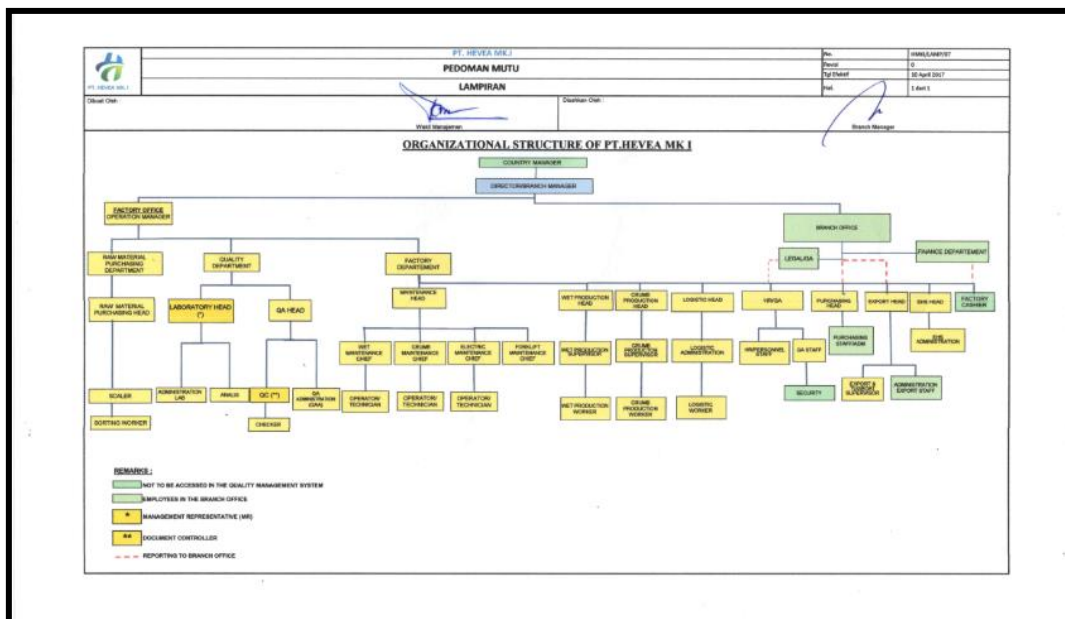 PT. HEVEA MK.I
PEDOMAN MUTU
LAMPIRAN
PT. HEVEA MK.I
No.
HMKI/LAMP/07
Revisi
0
Tgl Efektif
10 April 2017
Hal.
1 dari 1
Dibuat Oleh :
Wakil Manajemen
Disahkan Oleh :
Branch Manager
ORGANIZATIONAL STRUCTURE OF PT.HEVEA MK I
COUNTRY MANAGER
DIRECTOR/BRANCH MANAGER
FACTORY OFFICE
OPERATION MANAGER
BRANCH OFFICE
RAW MATERIAL
PURCHASING
DEPARTMENT
QUALITY
DEPARTMENT
FACTORY
DEPARTEMENT
LEGAL/GA
FINANCE DEPARTEMENT
RAW MATERIAL
PURCHASING HEAD
LABORATORY HEAD
(*)
QA HEAD
MAINTENANCE
HEAD
WET PRODUCTION
HEAD
CRUMB
PRODUCTION
HEAD
LOGISTIC HEAD
HR/GA
PURCHASING
HEAD
EXPORT HEAD
EHS HEAD
FACTORY
CASHIER
WET
MAINTENANCE
CHIEF
CRUMB
MAINTENANCE
CHIEF
ELECTRIC
MAINTENANCE
CHIEF
FORKLIFT
MAINTENANCE
CHIEF
WET PRODUCTION
SUPERVISOR
CRUMB
PRODUCTION
SUPERVISOR
LOGISTIC
ADMINISTRATION
HR/PERSONNEL
STAFF
GA STAFF
PURCHASING
STAFF/ADM
EHS
ADMINISTRATION
SCALER
ADMINISTRATION
LAB
ANALIS
QC (**)
QA
ADMINISTRATION
(QAA)
OPERATOR/
TECHNICIAN
OPERATOR/
TECHNICIAN
OPERATOR/
TECHNICIAN
WET PRODUCTION
WORKER
CRUMB
PRODUCTION
WORKER
LOGISTIC
WORKER
SECURITY
EXPORT &
SUPERVISOR
ADMINISTRATION
EXPORT STAFF
SORTING WORKER
CHECKER
REMARKS :
NOT TO BE ACCESSED IN THE QUALITY MANAGEMENT SYSTEM
EMPLOYEES IN THE BRANCH OFFICE
* MANAGEMENT REPRESENTATIVE (MR)
** DOCUMENT CONTROLLER
REPORTING TO BRANCH OFFICE